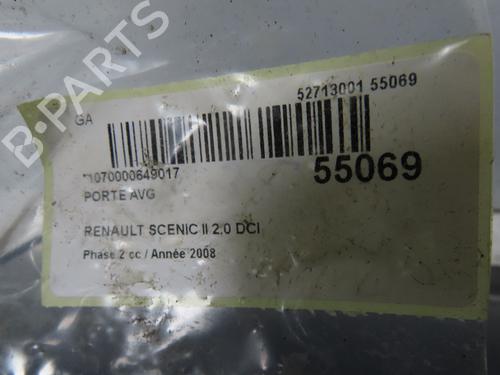 GA
52713001 55069
*1070000649017
55069
PORTE AVG
RENAULT SCENIC II 2.0 DCI
Phase 2 cc / Année 2008
B-PARTS